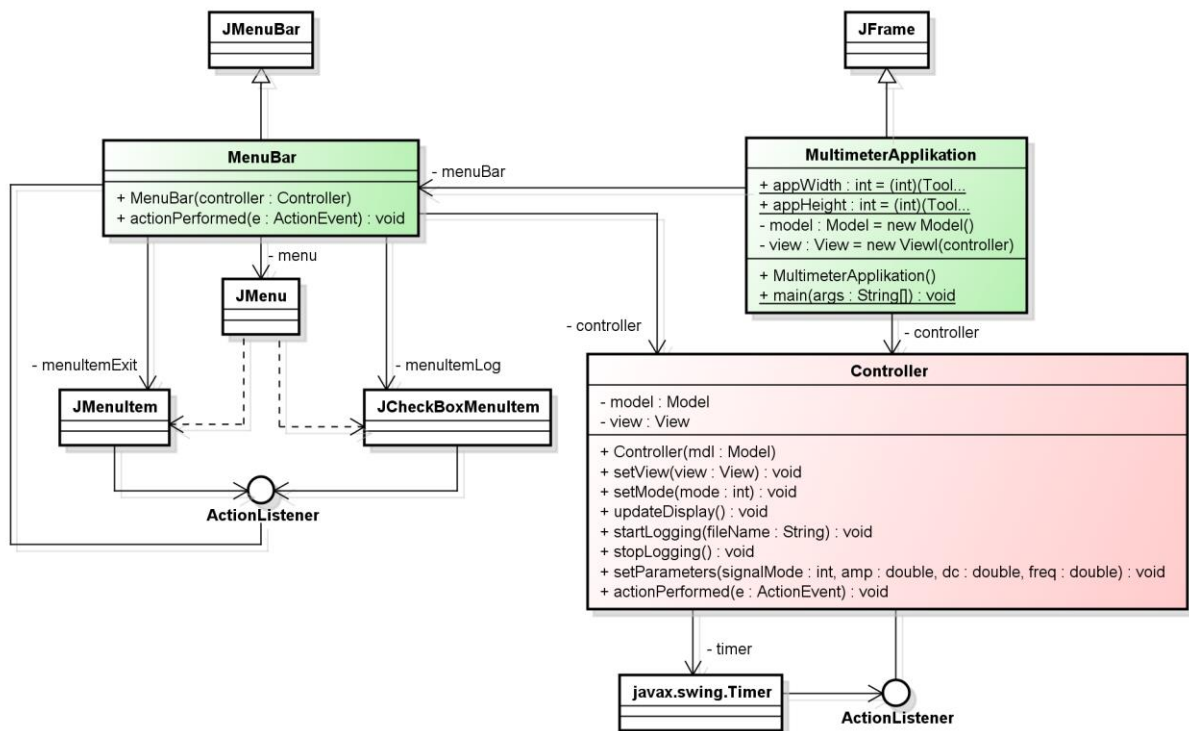 JMenuBar
JFrame
MenuBar
+ MenuBar(controller : Controller)
+ actionPerformed(e : ActionEvent) : void
- menuBar
MultimeterApplikation
+ appWidth : int = (int)(Tool...
+ appHeight : int = (int)(Tool...
- model : Model = new Model()
- view : View = new ViewI(controller)
+ MultimeterApplikation()
+ main(args : String[]) : void
- menu
JMenu
- controller
- controller
- menuItemExit
- menuItemLog
JMenuItem
JCheckBoxMenuItem
ActionListener
Controller
- model : Model
- view : View
+ Controller(mdl : Model)
+ setView(view : View) : void
+ setMode(mode : int) : void
+ updateDisplay() : void
+ startLogging(fileName : String) : void
+ stopLogging() : void
+ setParameters(signalMode : int, amp : double, dc : double, freq : double) : void
+ actionPerformed(e : ActionEvent) : void
- timer
javax.swing.Timer
ActionListener